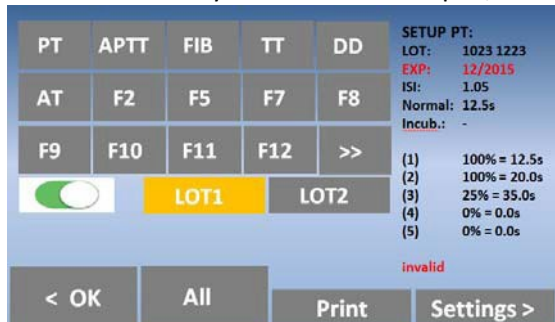 PT APTT FIB TT DD
AT F2 F5 F7 F8
F9 F10 F11 F12 >>
LOT1 LOT2
< OK All Print Settings >
SETUP PT:
LOT: 1023 1223
EXP: 12/2015
ISI: 1.05
Normal: 12.5s
Incub.: -
(1) 100% = 12.5s
(2) 100% = 20.0s
(3) 25% = 35.0s
(4) 0% = 0.0s
(5) 0% = 0.0s
invalid